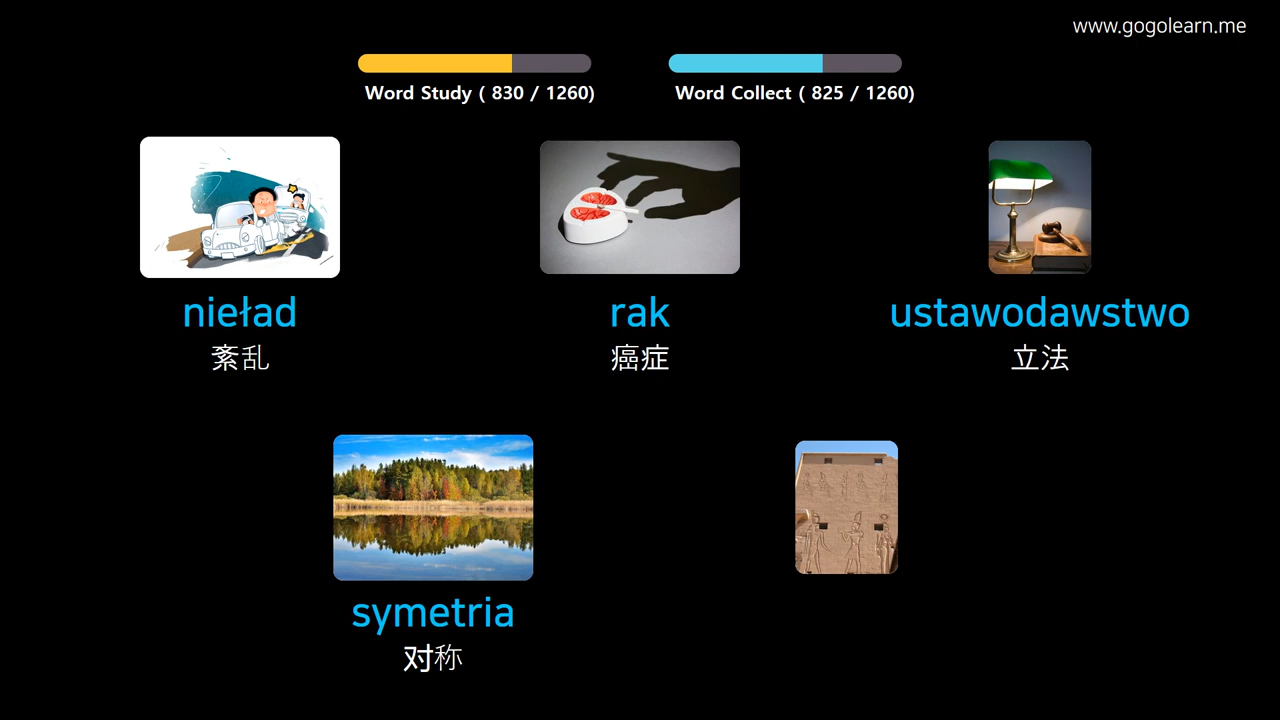 www.gogolearn.me
Word Study ( 830 / 1260)
Word Collect ( 825 / 1260)
nieład
紊乱
rak
癌症
ustawodawstwo
立法
symetria
对称